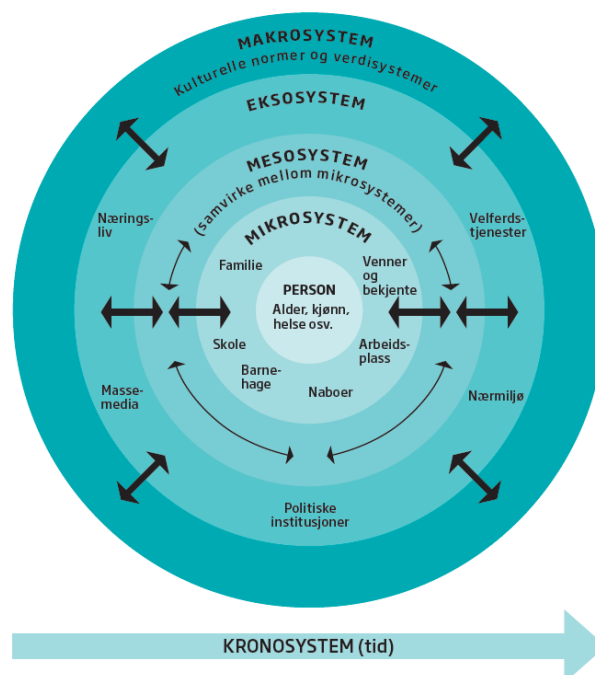 MAKROSYSTEM
Kulturelle normer og verdisystemer
EKSOSYSTEM
MESOSYSTEM
(samvirke mellom mikrosystemer)
MIKROSYSTEM
Nærings-
liv
Velferds-
tjenester
Familie
Venner
og
bekjente
PERSON
Alder, kjønn,
helse osv.
Skole
Arbeids-
plass
Barne-
hage
Naboer
Masse-
media
Nærmiljø
Politiske
institusjoner
KRONOSYSTEM (tid)